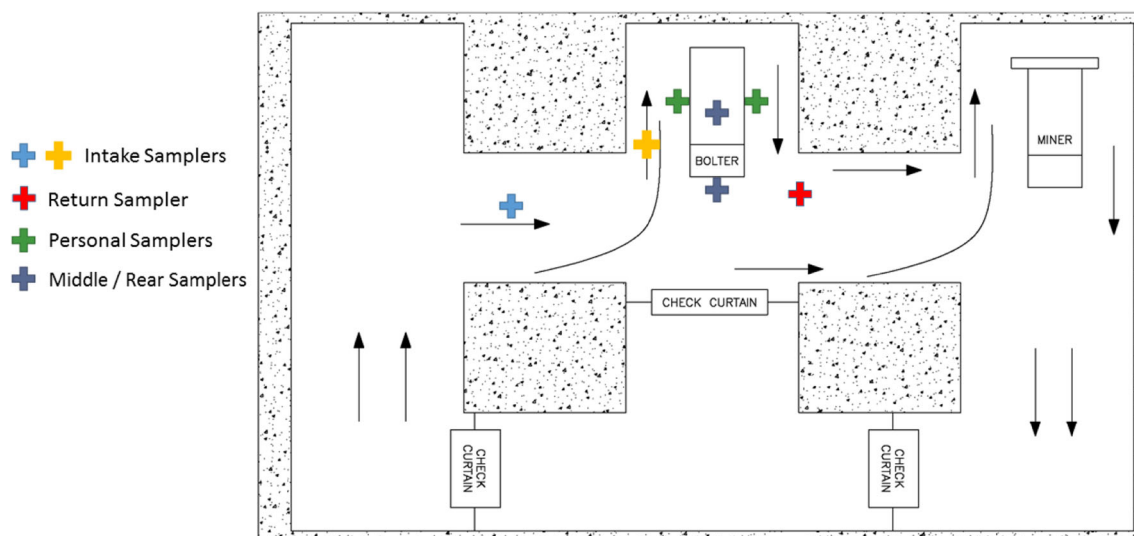 Intake Samplers
Return Sampler
Personal Samplers
Middle / Rear Samplers
BOLTER
MINER
CHECK CURTAIN
CHECK
CURTAIN
CHECK
CURTAIN